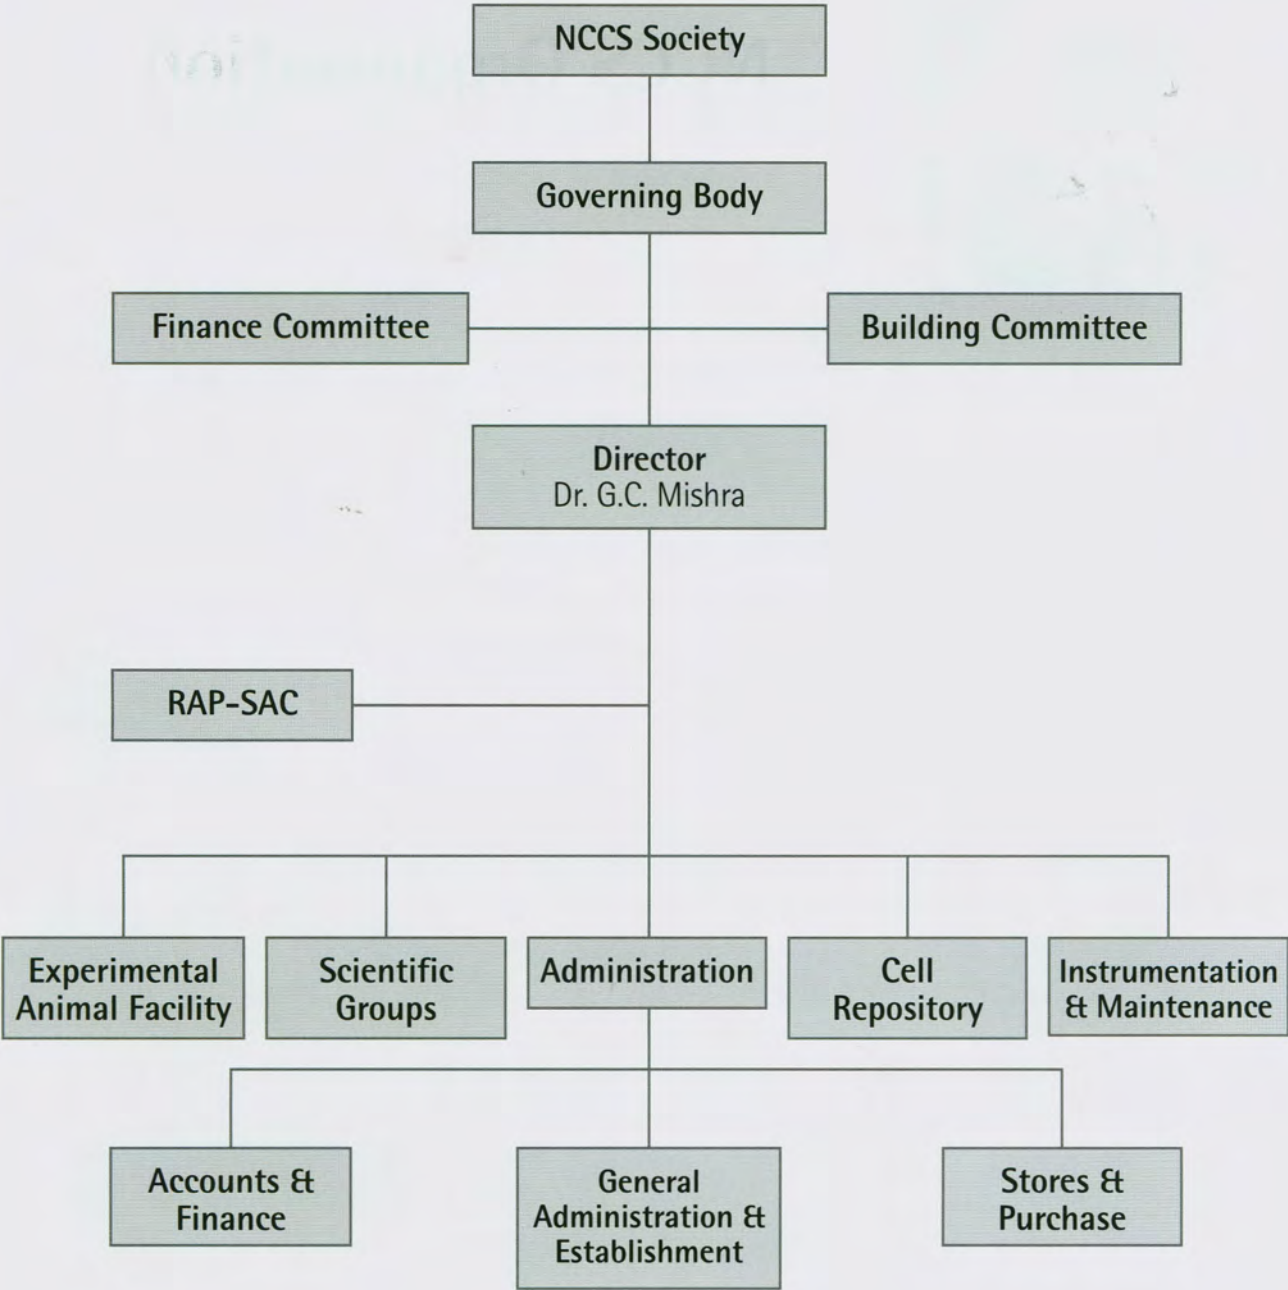 NCCS Society
Governing Body
Finance Committee
Building Committee
Director
Dr. G.C. Mishra
RAP-SAC
Experimental
Animal Facility
Scientific
Groups
Administration
Cell
Repository
Instrumentation
& Maintenance
Accounts &
Finance
General
Administration &
Establishment
Stores &
Purchase